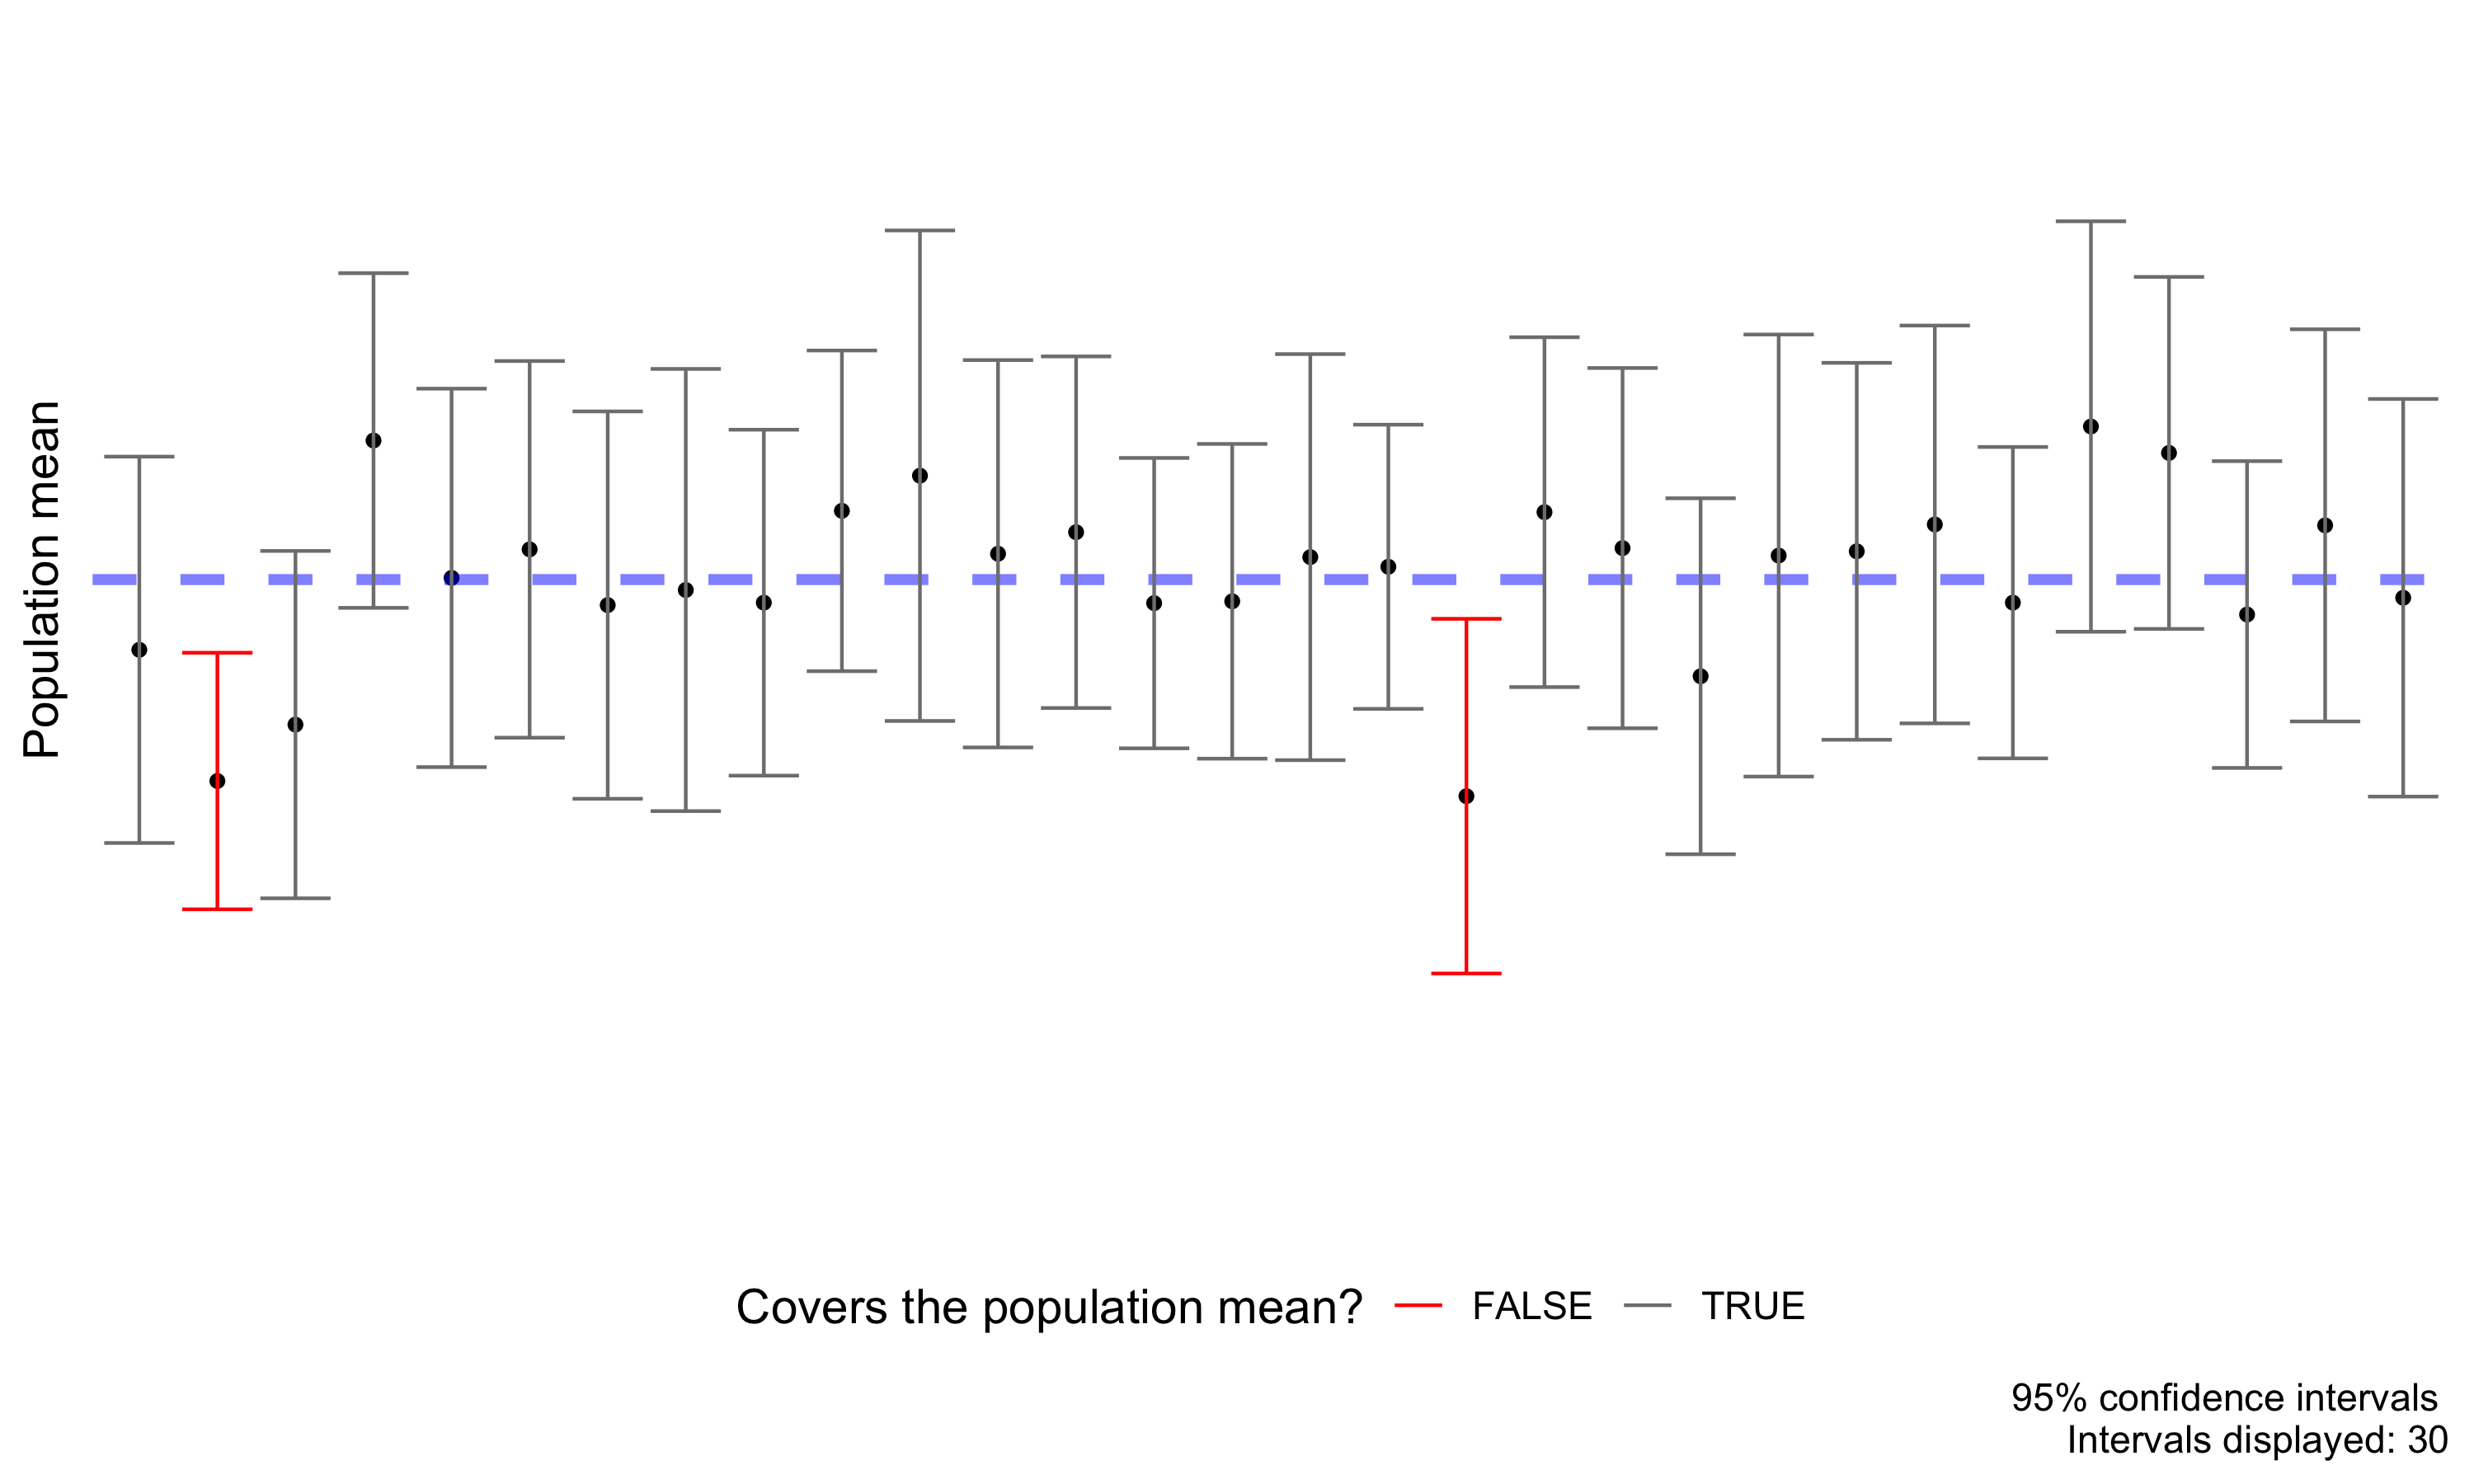 Population mean
Covers the population mean? FALSE TRUE
95% confidence intervals
Intervals displayed: 30